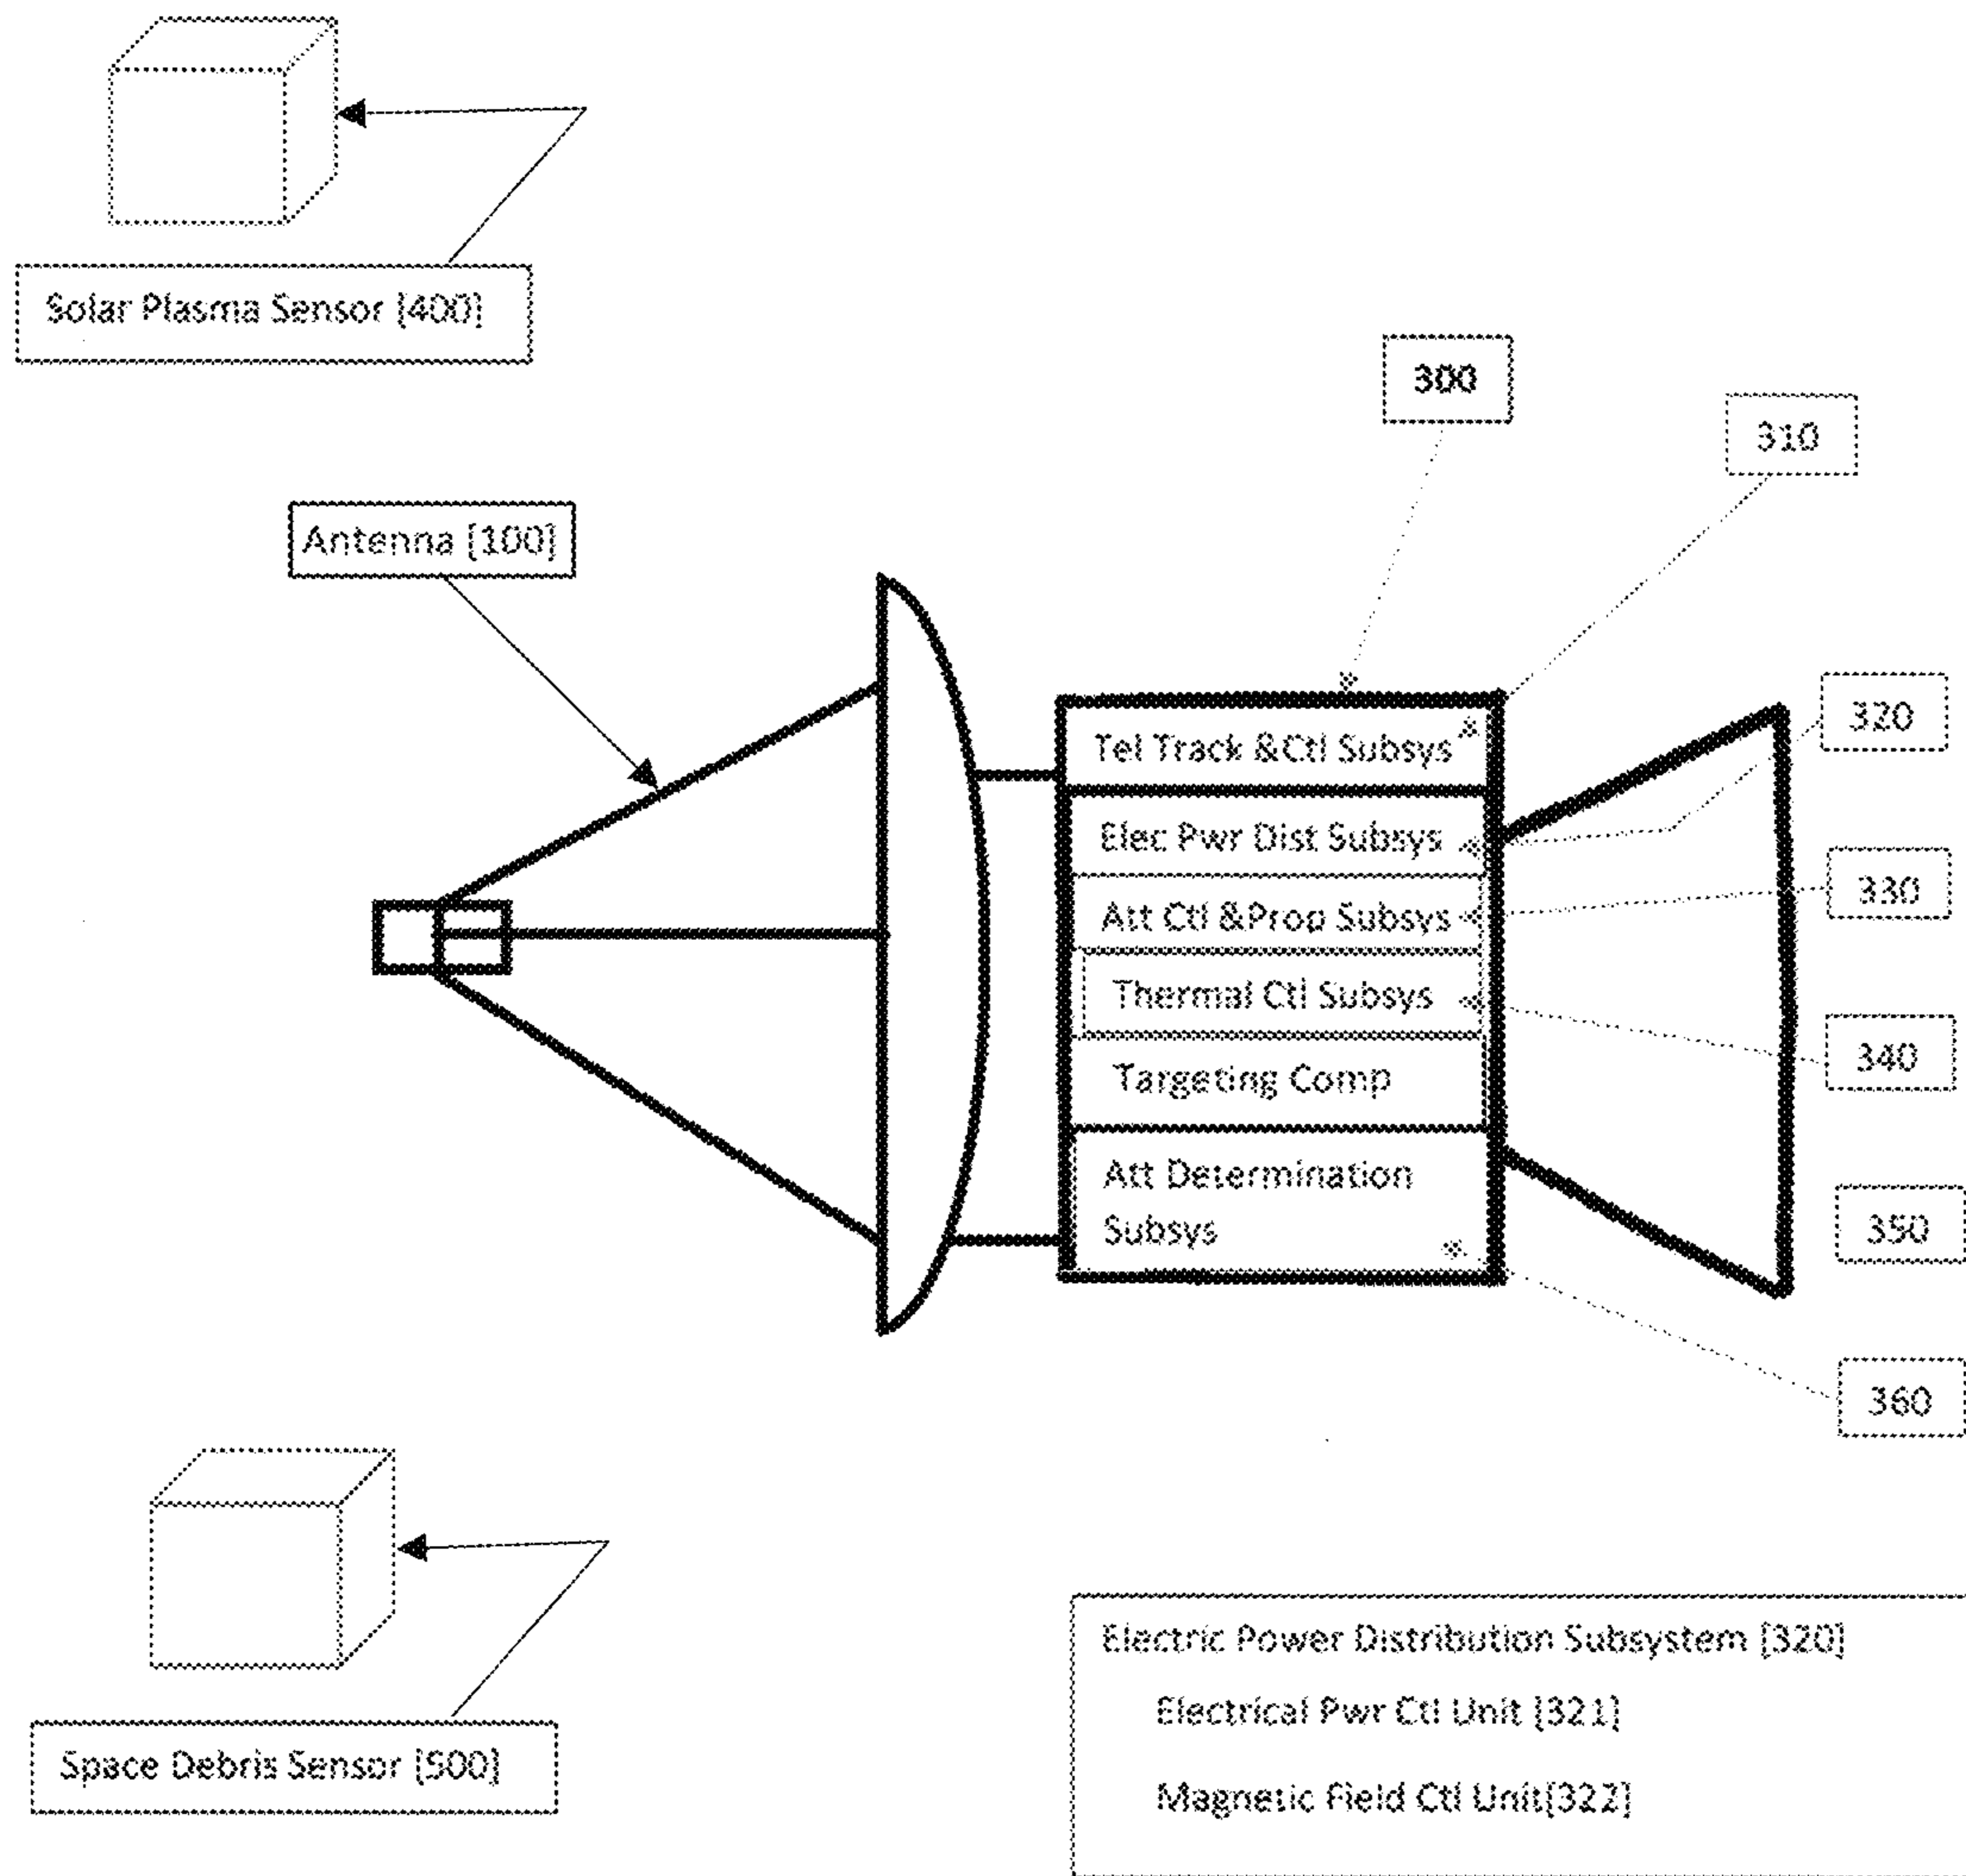 Solar Plasma Sensor [400]
300
310
Antenna [100]
320
Tel Track &Ctl Subsys
Elec Pwr Dist Subsys
330
Att Ctl &Prop Subsys
Thermal Ctl Subsys
340
Targeting Comp
Att Determination
Subsys
350
360
Space Debris Sensor [500]
Electric Power Distribution Subsystem [320]
Electrical Pwr Ctl Unit [321]
Magnetic Field Ctl Unit[322]